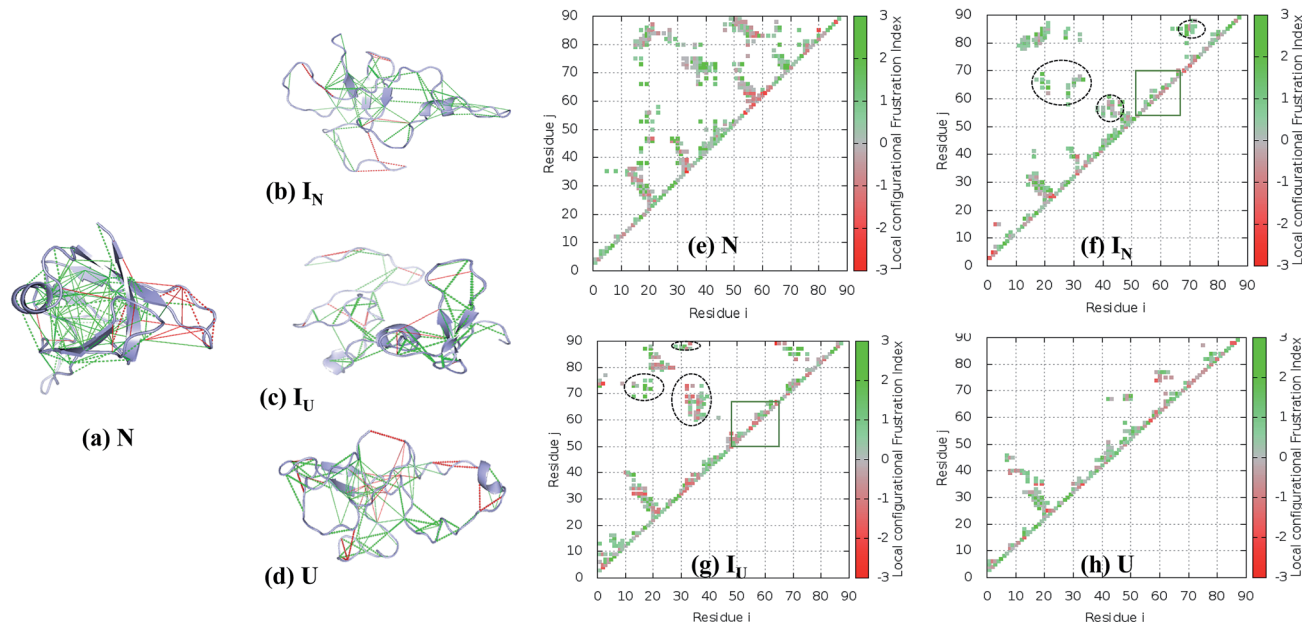 (a) N
(b) I_N
(c) I_U
(d) U
90
80
70
60
50
40
30
20
10
0
Residue j
(e) N
0 10 20 30 40 50 60 70 80 90
Residue i
3
2
1
0
-1
-2
-3
Local configurational Frustration Index
90
80
70
60
50
40
30
20
10
0
Residue j
(f) I_N
0 10 20 30 40 50 60 70 80 90
Residue i
3
2
1
0
-1
-2
-3
Local configurational Frustration Index
90
80
70
60
50
40
30
20
10
0
Residue j
(g) I_U
0 10 20 30 40 50 60 70 80 90
Residue i
3
2
1
0
-1
-2
-3
Local configurational Frustration Index
90
80
70
60
50
40
30
20
10
0
Residue j
(h) U
0 10 20 30 40 50 60 70 80 90
Residue i
3
2
1
0
-1
-2
-3
Local configurational Frustration Index